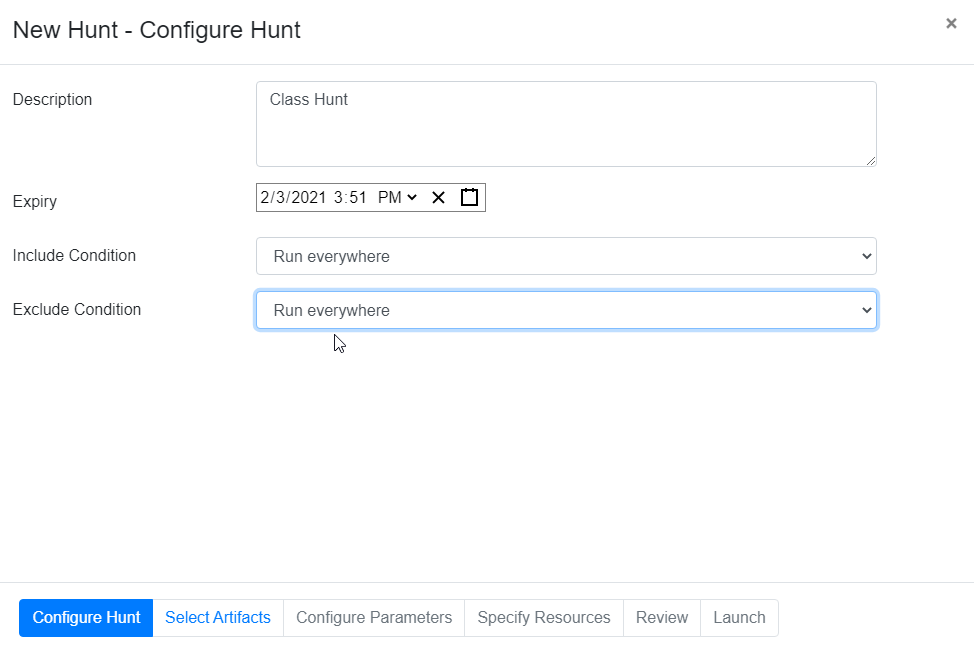 New Hunt - Configure Hunt ×
Description Class Hunt
Expiry 2/3/2021 3:51 PM
Include Condition Run everywhere
Exclude Condition Run everywhere
Configure Hunt Select Artifacts Configure Parameters Specify Resources Review Launch